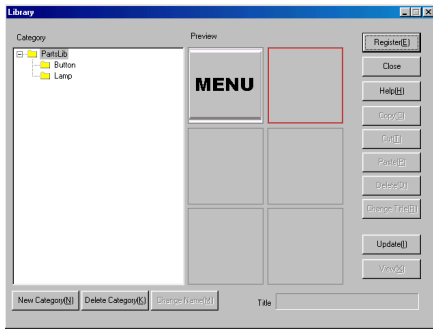 Library
Category
Preview
PartsLib
Button
Lamp
MENU
Register(E)
Close
Help(H)
Copy(C)
Cut(T)
Paste(P)
Delete(D)
Change Title(R)
Update(I)
View(X)
New Category(N)
Delete Category(K)
Change Name(M)
Title